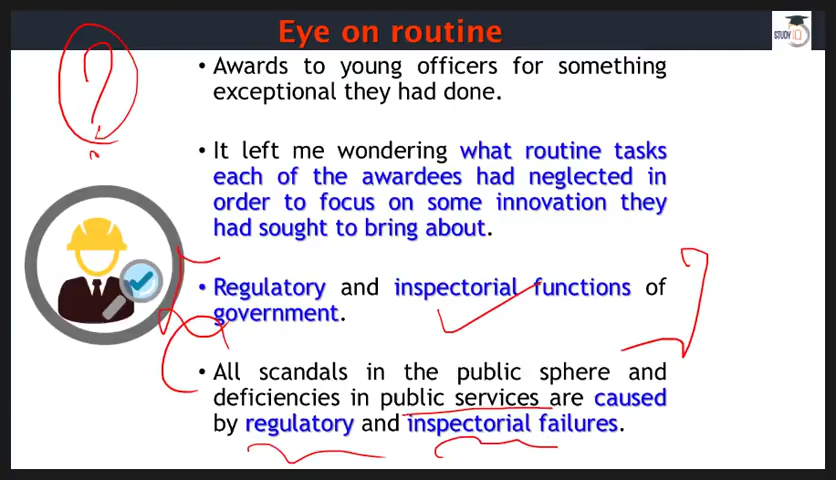 Eye on routine
STUDY iQ
• Awards to young officers for something
exceptional they had done.
• It left me wondering what routine tasks
each of the awardees had neglected in
order to focus on some innovation they
had sought to bring about.
• Regulatory and inspectorial functions of
government.
• All scandals in the public sphere and
deficiencies in public services are caused
by regulatory and inspectorial failures.
?